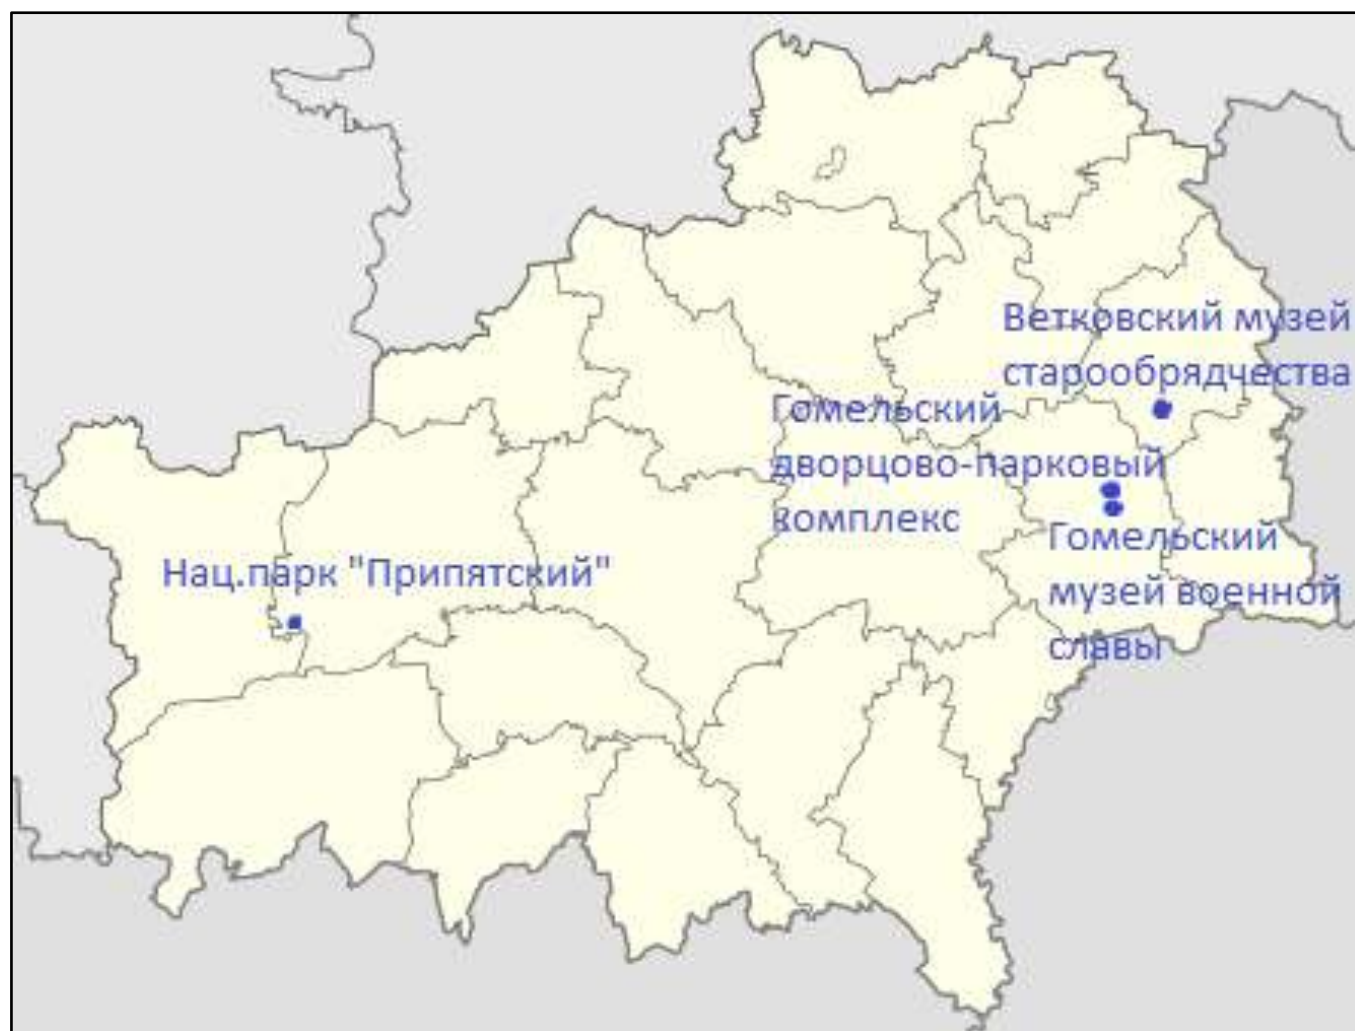 Ветковский музей
старообрядчества
Гомельский
дворцово-парковый
комплекс
Гомельский
музей военной
славы
Нац.парк "Припятский"